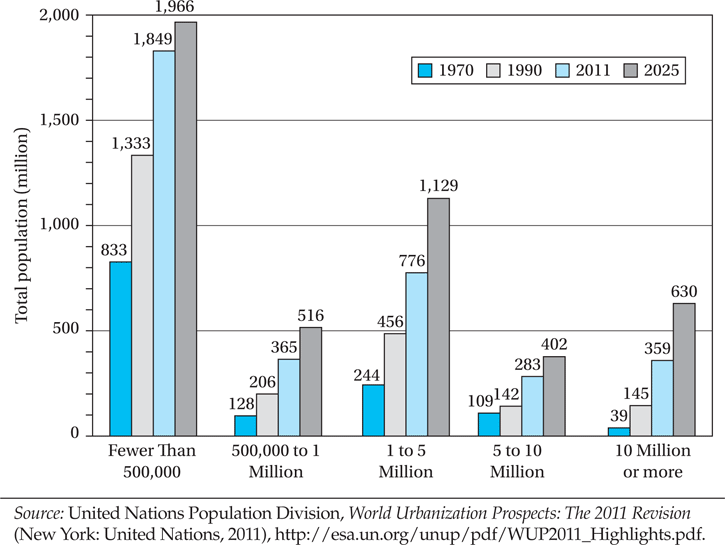 2,000
1,500
1,000
500
0
Total population (million)
1970 1990 2011 2025
833 1,333 1,849 1,966
128 206 365 516
244 456 776 1,129
109 142 283 402
39 145 359 630
Fewer Than
500,000
500,000 to 1
Million
1 to 5
Million
5 to 10
Million
10 Million
or more
Source: United Nations Population Division, World Urbanization Prospects: The 2011 Revision
(New York: United Nations, 2011), http://esa.un.org/unup/pdf/WUP2011_Highlights.pdf.